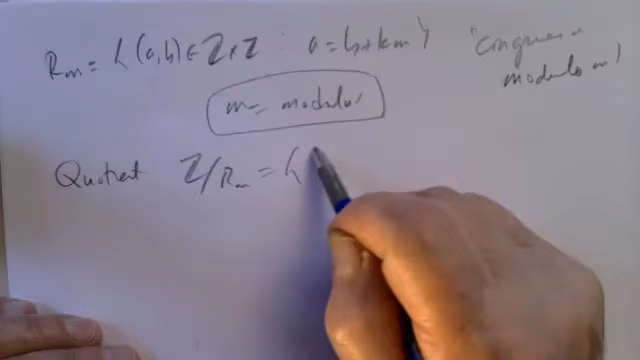 Rm = { (a,b) ∈ Z×Z : a = b+km } "congruence
modulo m)
m = modulus
Quotient Z/Rm = {